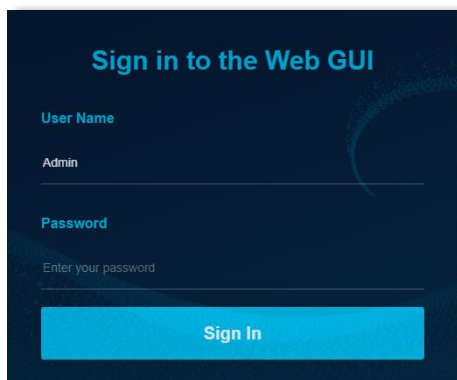 Sign in to the Web GUI
User Name
Admin
Password
Enter your password
Sign In